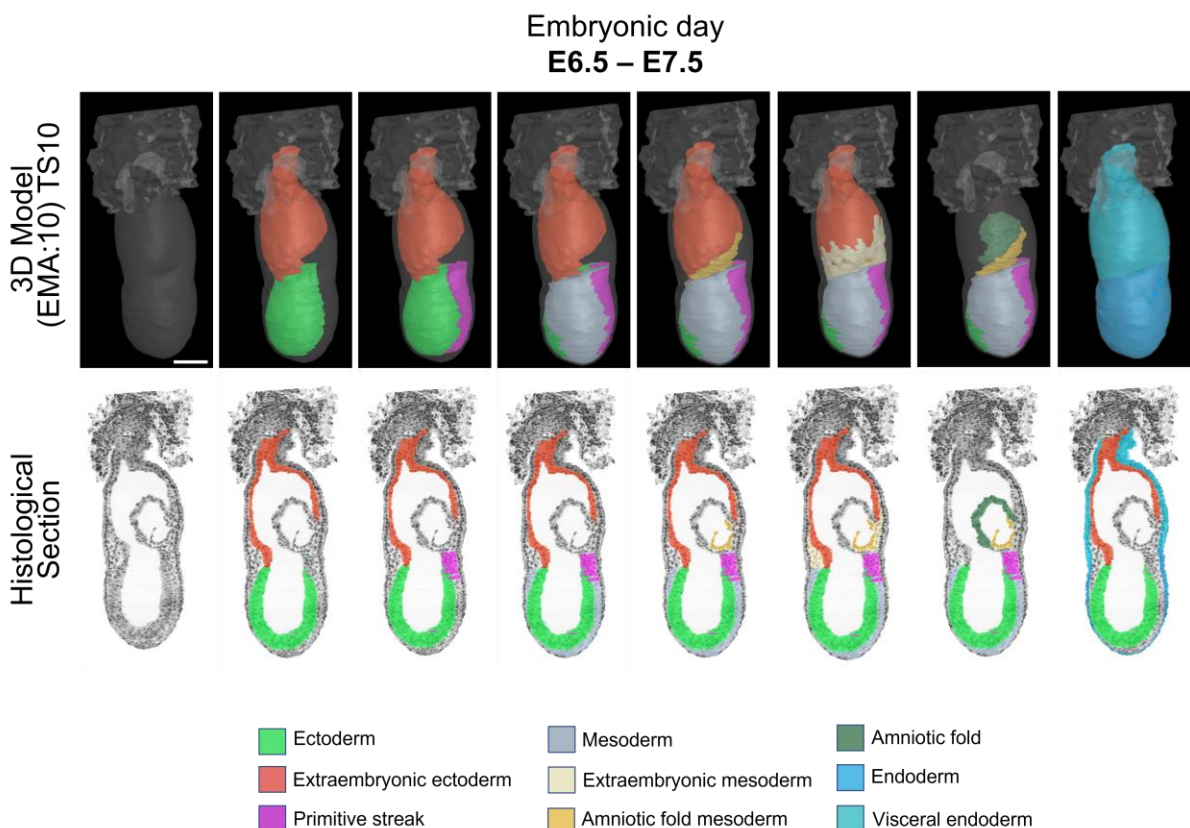 Embryonic day
E6.5 – E7.5
3D Model
(EMA:10) TS10
Histological
Section
Ectoderm
Mesoderm
Amniotic fold
Extraembryonic ectoderm
Extraembryonic mesoderm
Endoderm
Primitive streak
Amniotic fold mesoderm
Visceral endoderm